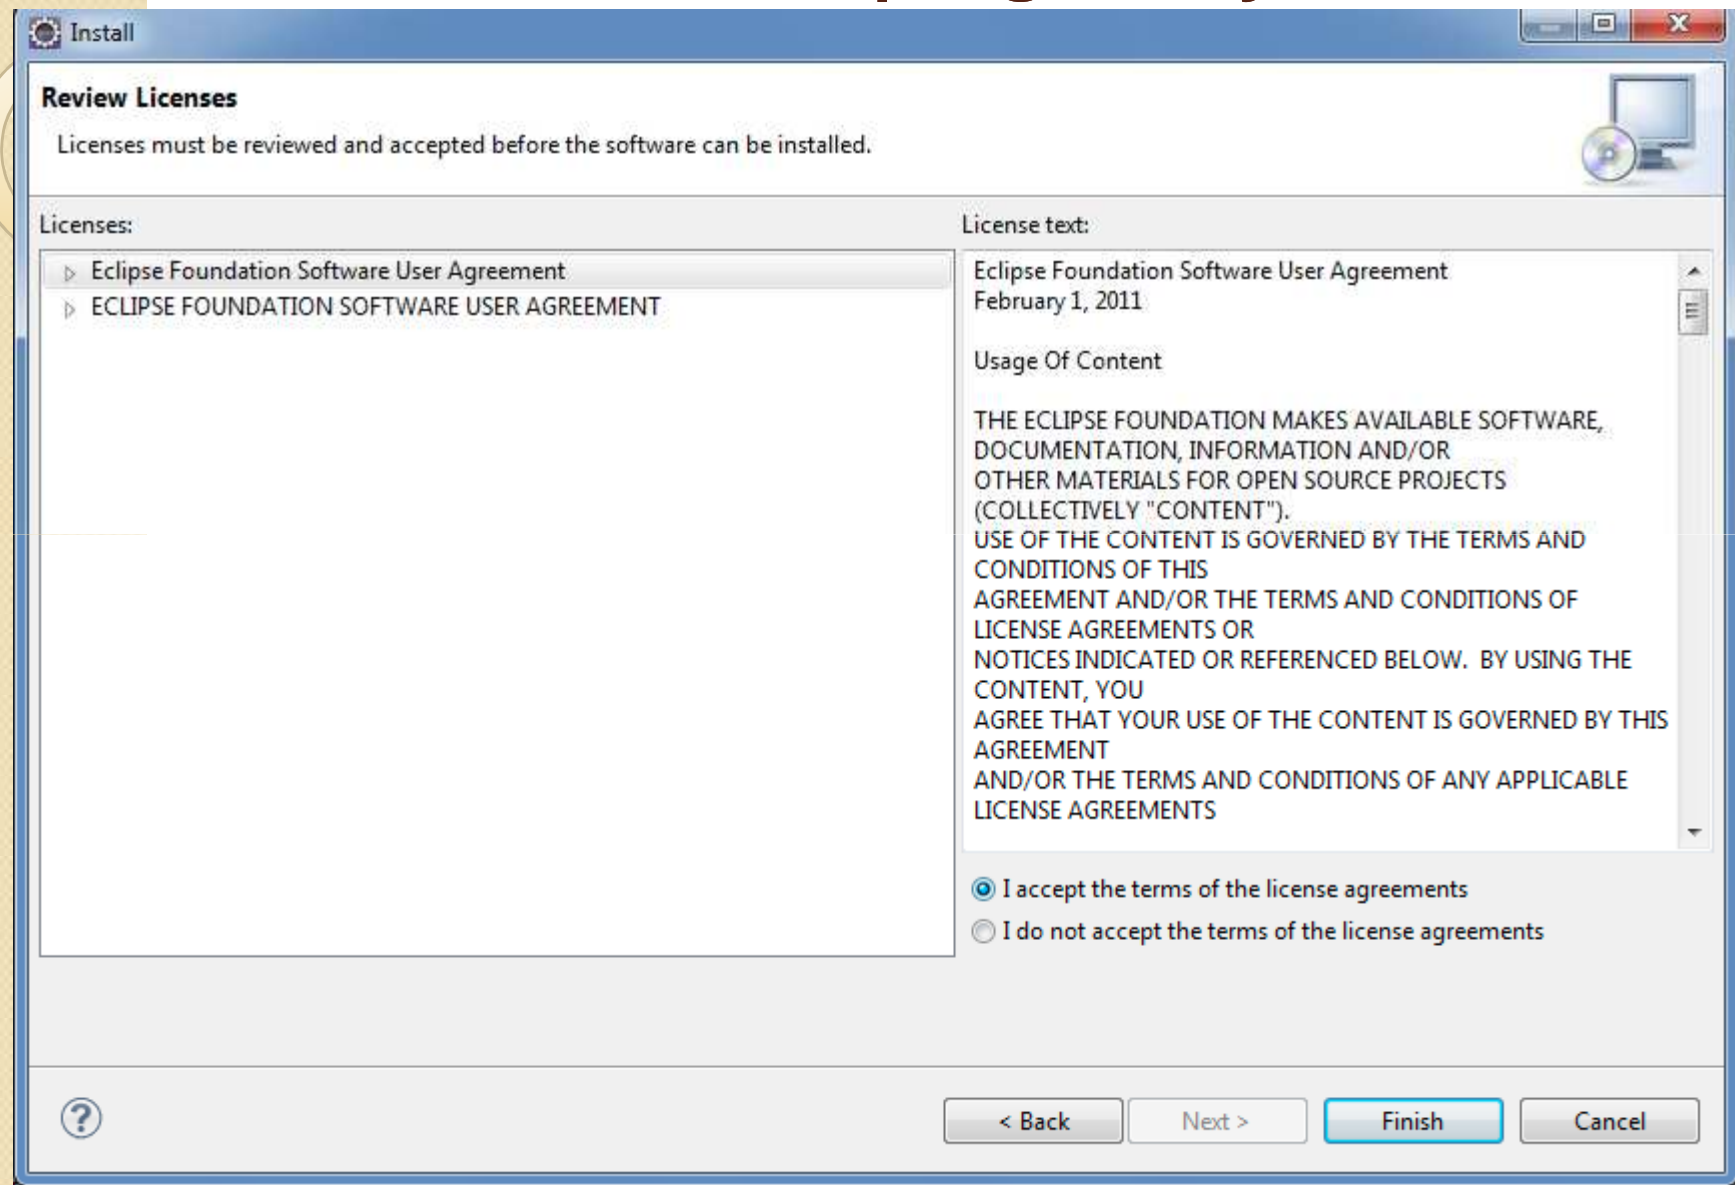 Install
Review Licenses
Licenses must be reviewed and accepted before the software can be installed.
Licenses:
Eclipse Foundation Software User Agreement
ECLIPSE FOUNDATION SOFTWARE USER AGREEMENT
License text:
Eclipse Foundation Software User Agreement
February 1, 2011
Usage Of Content
THE ECLIPSE FOUNDATION MAKES AVAILABLE SOFTWARE,
DOCUMENTATION, INFORMATION AND/OR
OTHER MATERIALS FOR OPEN SOURCE PROJECTS
(COLLECTIVELY "CONTENT").
USE OF THE CONTENT IS GOVERNED BY THE TERMS AND
CONDITIONS OF THIS
AGREEMENT AND/OR THE TERMS AND CONDITIONS OF
LICENSE AGREEMENTS OR
NOTICES INDICATED OR REFERENCED BELOW.  BY USING THE
CONTENT, YOU
AGREE THAT YOUR USE OF THE CONTENT IS GOVERNED BY THIS
AGREEMENT
AND/OR THE TERMS AND CONDITIONS OF ANY APPLICABLE
LICENSE AGREEMENTS
I accept the terms of the license agreements
I do not accept the terms of the license agreements
?
< Back
Next >
Finish
Cancel